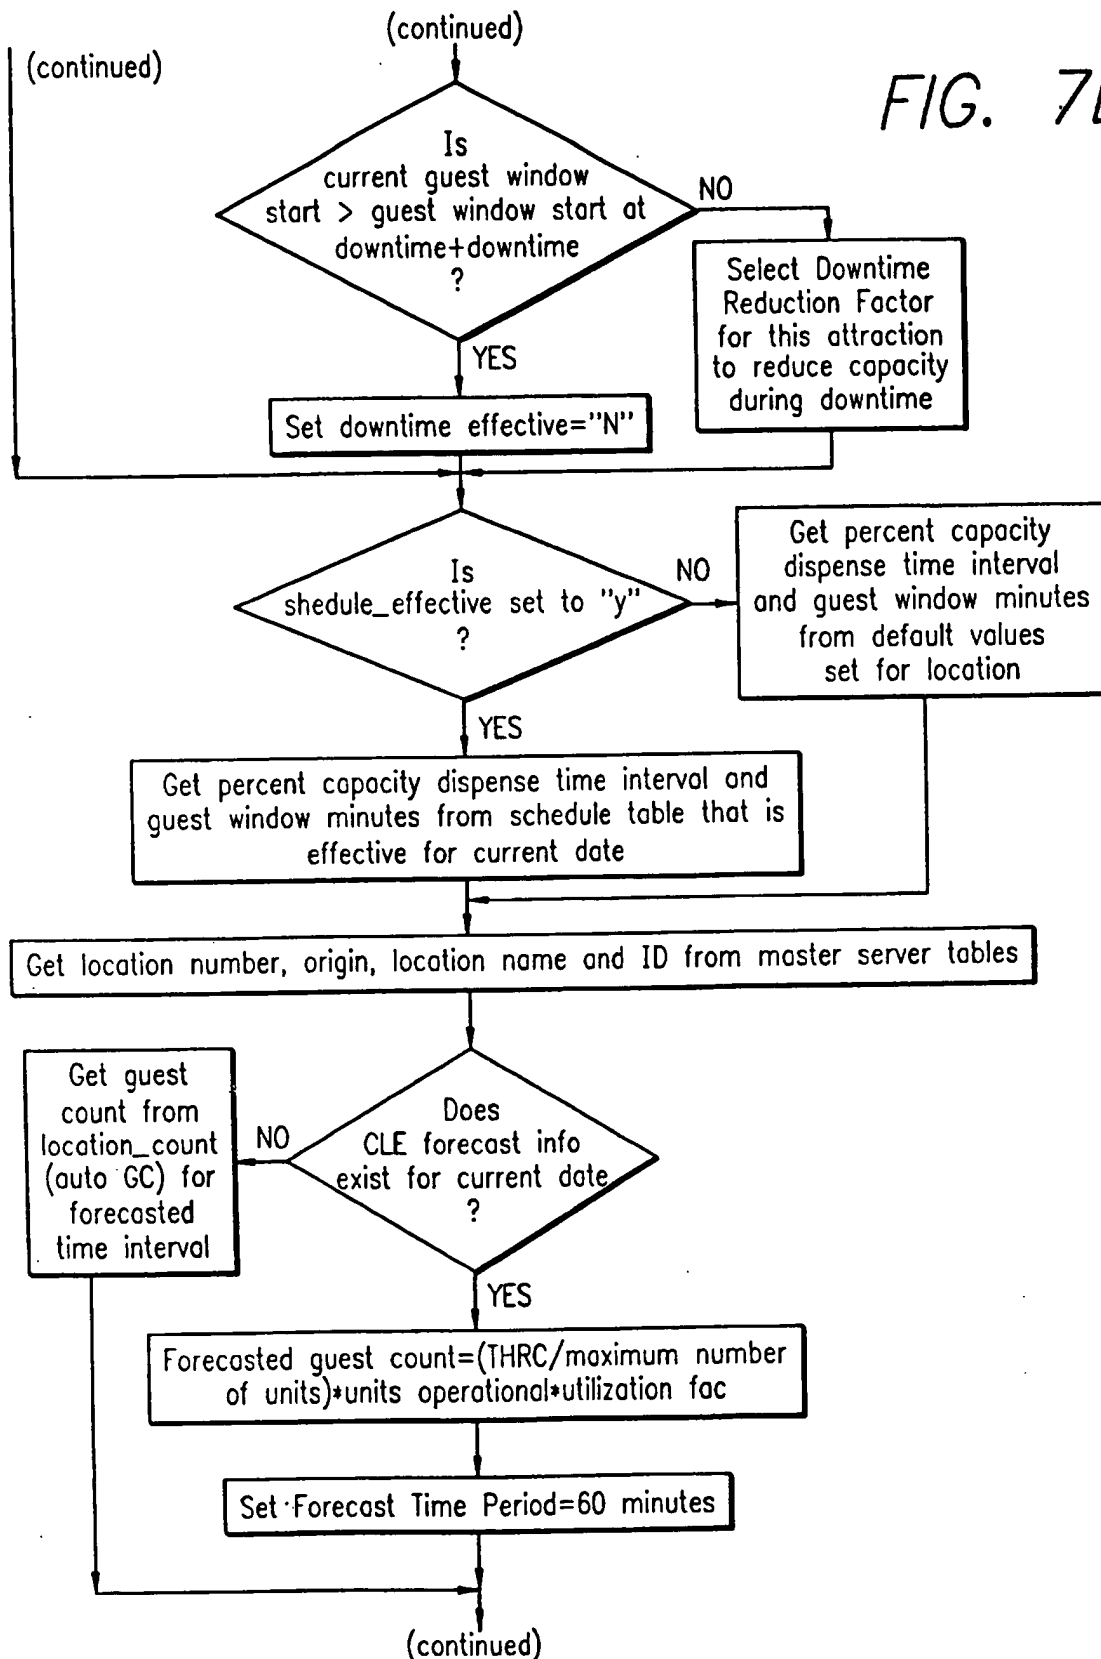 (continued)
(continued)
FIG. 7
Is
current guest window
start > guest window start at
downtime+downtime
?
NO
Select Downtime
Reduction Factor
for this attraction
to reduce capacity
during downtime
YES
Set downtime effective="N"
Is
shedule_effective set to "y"
?
NO
Get percent capacity
dispense time interval
and guest window minutes
from default values
set for location
YES
Get percent capacity dispense time interval and
guest window minutes from schedule table that is
effective for current date
Get location number, origin, location name and ID from master server tables
Does
CLE forecast info
exist for current date
?
NO
Get guest
count from
location_count
(auto GC) for
forecasted
time interval
YES
Forecasted guest count=(THRC/maximum number
of units)*units operational*utilization fac
Set Forecast Time Period=60 minutes
(continued)